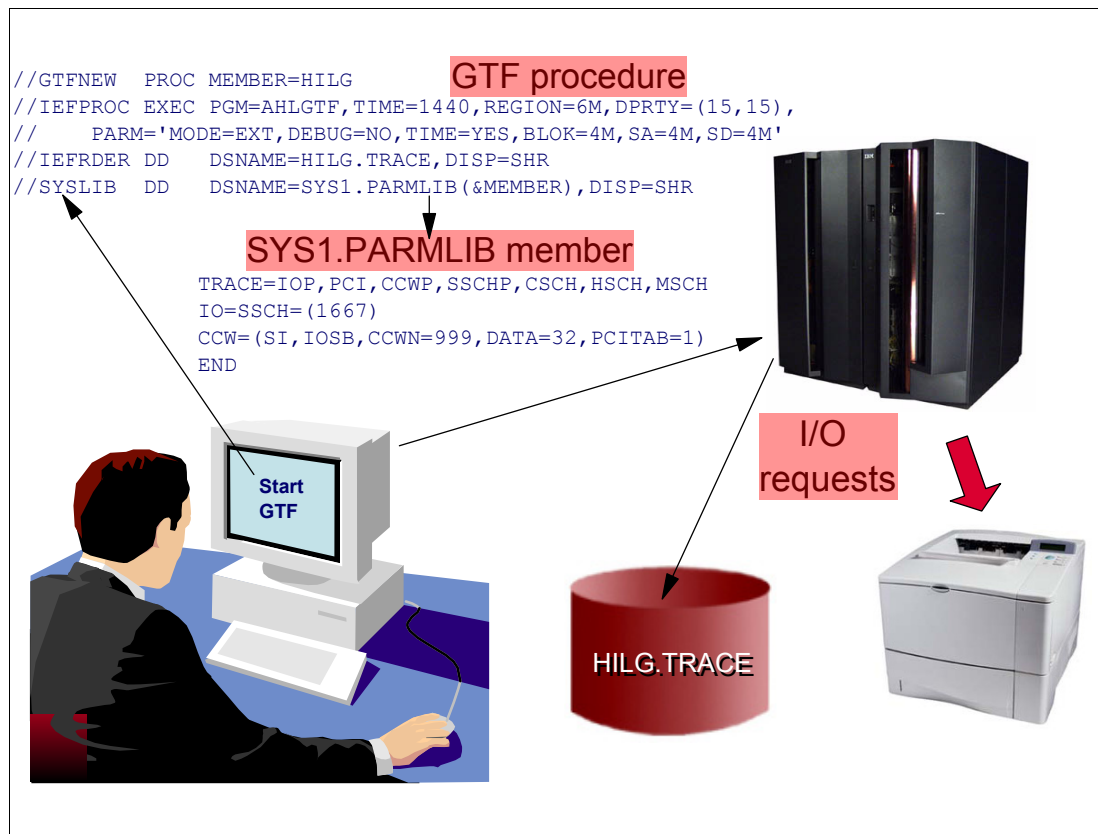 GTF procedure
//GTFNEW  PROC MEMBER=HILG
//IEFPROC EXEC PGM=AHLGTF,TIME=1440,REGION=6M,DPRTY=(15,15),
//    PARM='MODE=EXT,DEBUG=NO,TIME=YES,BLOK=4M,SA=4M,SD=4M'
//IEFRDER DD   DSNAME=HILG.TRACE,DISP=SHR
//SYSLIB  DD   DSNAME=SYS1.PARMLIB(&MEMBER),DISP=SHR
SYS1.PARMLIB member
TRACE=IOP,PCI,CCWP,SSCHP,CSCH,HSCH,MSCH
IO=SSCH=(1667)
CCW=(SI,IOSB,CCWN=999,DATA=32,PCITAB=1)
END
I/O
requests
Start
GTF
HILG.TRACE